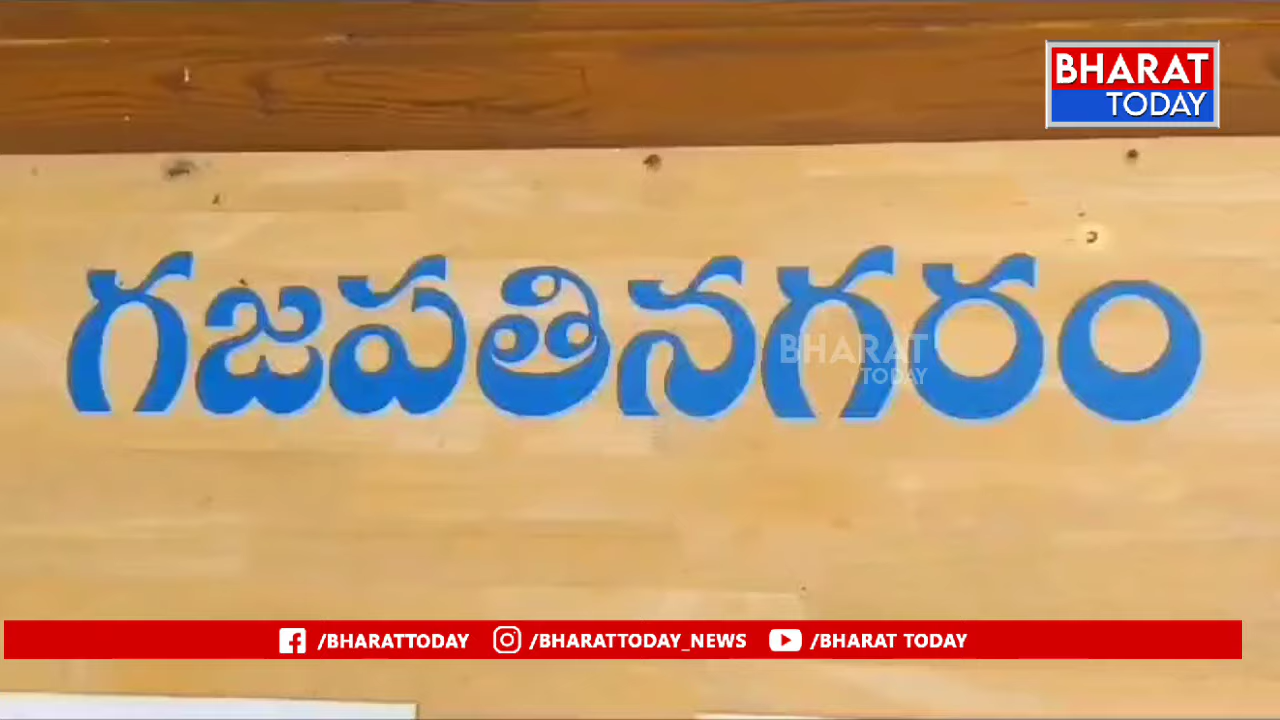 BHARAT
TODAY
గజపతినగరం
BHARAT
TODAY
/BHARATTODAY /BHARATTODAY_NEWS /BHARAT TODAY